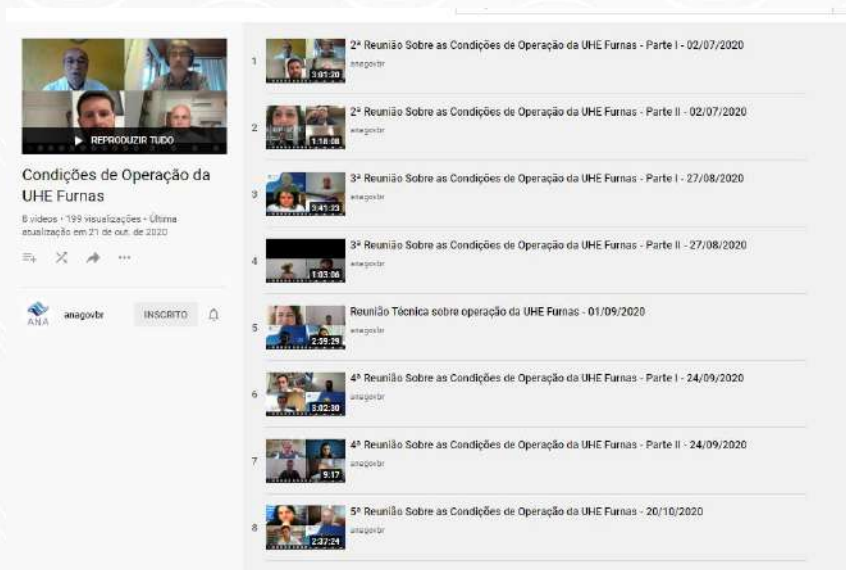 REPRODUZIR TUDO
Condições de Operação da
UHE Furnas
8 vídeos • 199 visualizações • Última
atualização em 21 de out. de 2020
ANA
anagovbr
INSCRITO
1
3:01:20
2ª Reunião Sobre as Condições de Operação da UHE Furnas - Parte I - 02/07/2020
anagovbr
2
1:16:08
2ª Reunião Sobre as Condições de Operação da UHE Furnas - Parte II - 02/07/2020
anagovbr
3
3:41:23
3ª Reunião Sobre as Condições de Operação da UHE Furnas - Parte I - 27/08/2020
anagovbr
4
1:03:06
3ª Reunião Sobre as Condições de Operação da UHE Furnas - Parte II - 27/08/2020
anagovbr
5
2:59:29
Reunião Técnica sobre operação da UHE Furnas - 01/09/2020
anagovbr
6
3:02:30
4ª Reunião Sobre as Condições de Operação da UHE Furnas - Parte I - 24/09/2020
anagovbr
7
9:17
4ª Reunião Sobre as Condições de Operação da UHE Furnas - Parte II - 24/09/2020
anagovbr
8
2:37:24
5ª Reunião Sobre as Condições de Operação da UHE Furnas - 20/10/2020
anagovbr